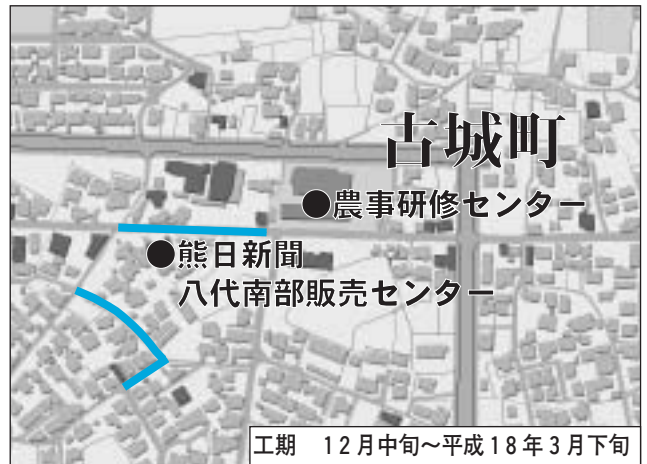 古城町
●農事研修センター
●熊日新聞
八代南部販売センター
工期　12月中旬～平成18年3月下旬